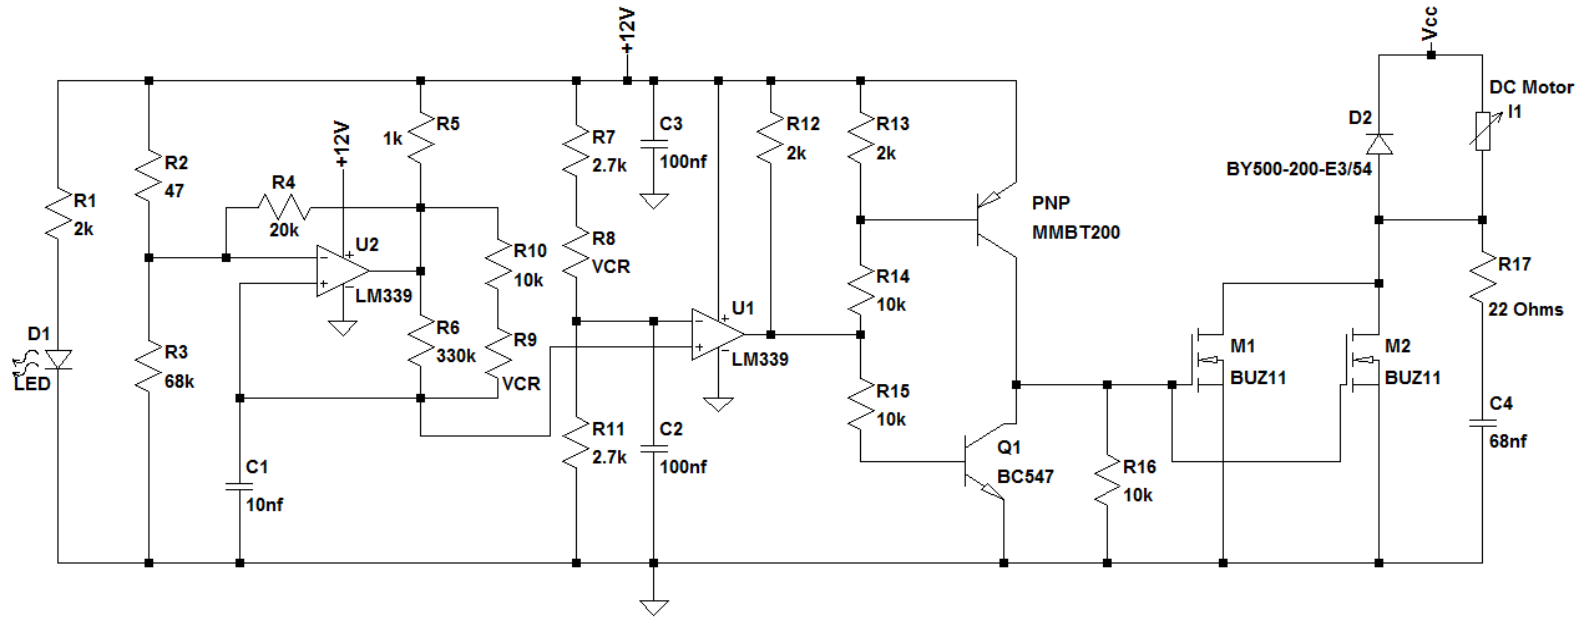 +12V
Vcc
R1
2k
R2
47
R4
20k
+12V
R5
1k
R7
2.7k
C3
100nf
R12
2k
R13
2k
DC Motor
I1
D2
BY500-200-E3/54
PNP
MMBT200
U2
LM339
-
+
+
-
R10
10k
R8
VCR
R14
10k
R17
22 Ohms
D1
LED
R3
68k
R6
330k
R9
VCR
U1
LM339
-
+
+
-
M1
BUZ11
M2
BUZ11
R15
10k
C4
68nf
C1
10nf
R11
2.7k
C2
100nf
Q1
BC547
R16
10k